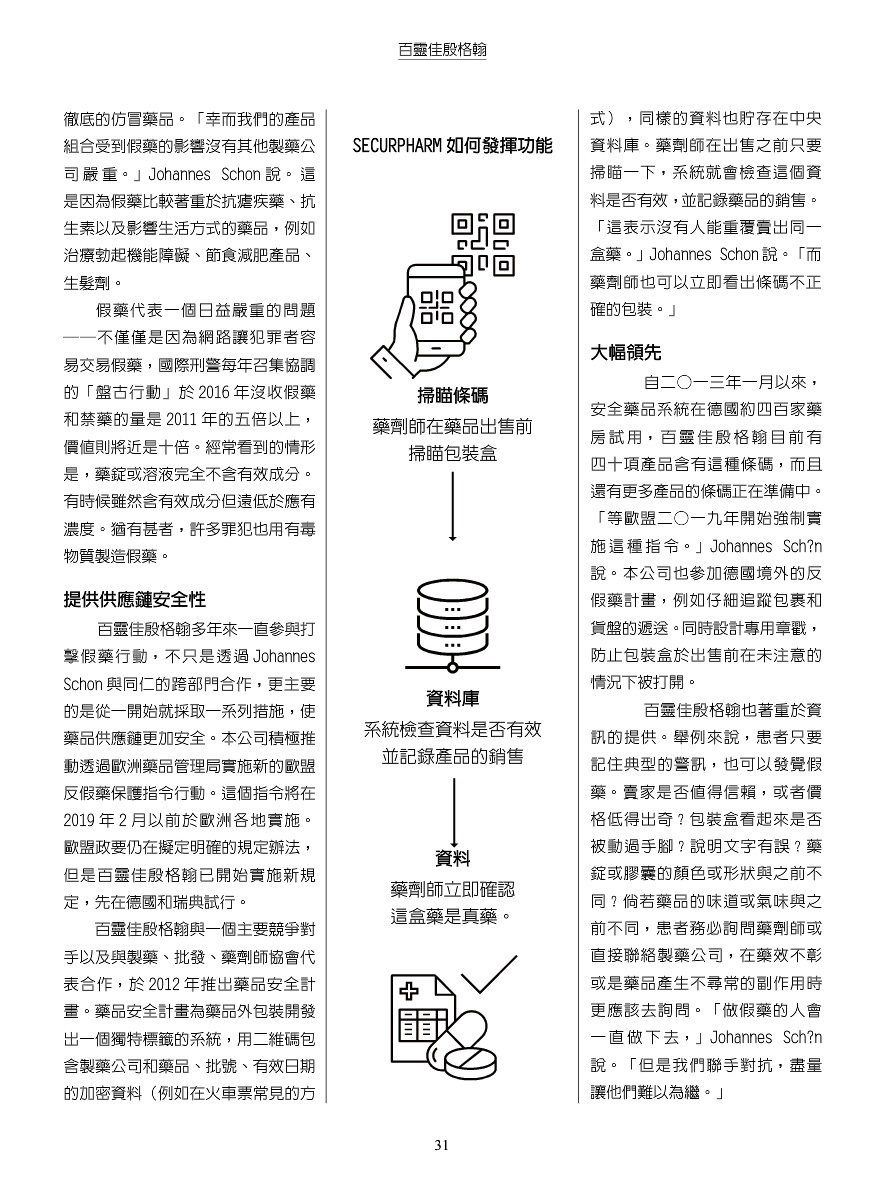 百靈佳殷格翰
徹底的仿冒藥品。「幸而我們的產品
組合受到假藥的影響沒有其他製藥公
司嚴重。」Johannes Schon 說。這
是因為假藥比較著重於抗瘧疾藥、抗
生素以及影響生活方式的藥品，例如
治療勃起機能障礙、節食減肥產品、
生髮劑。
假藥代表一個日益嚴重的問題
——不僅僅是因為網路讓犯罪者容
易交易假藥，國際刑警每年召集協調
的「盤古行動」於 2016 年沒收假藥
和禁藥的量是 2011 年的五倍以上，
價值則將近是十倍。經常看到的情形
是，藥錠或溶液完全不含有效成分。
有時候雖然含有效成分但遠低於應有
濃度。猶有甚者，許多罪犯也用有毒
物質製造假藥。
提供供應鏈安全性
百靈佳殷格翰多年來一直參與打
擊假藥行動，不只是透過 Johannes
Schon 與同仁的跨部門合作，更主要
的是從一開始就採取一系列措施，使
藥品供應鏈更加安全。本公司積極推
動透過歐洲藥品管理局實施新的歐盟
反假藥保護指令行動。這個指令將在
2019 年 2 月以前於歐洲各地實施。
歐盟政要仍在擬定明確的規定辦法，
但是百靈佳殷格翰已開始實施新規
定，先在德國和瑞典試行。
百靈佳殷格翰與一個主要競爭對
手以及與製藥、批發、藥劑師協會代
表合作，於 2012 年推出藥品安全計
畫。藥品安全計畫為藥品外包裝開發
出一個獨特標籤的系統，用二維碼包
含製藥公司和藥品、批號、有效日期
的加密資料（例如在火車票常見的方
SECURPHARM 如何發揮功能
掃瞄條碼
藥劑師在藥品出售前
掃瞄包裝盒
資料庫
系統檢查資料是否有效
並記錄產品的銷售
資料
藥劑師立即確認
這盒藥是真藥。
式），同樣的資料也貯存在中央
資料庫。藥劑師在出售之前只要
掃瞄一下，系統就會檢查這個資
料是否有效，並記錄藥品的銷售。
「這表示沒有人能重覆賣出同一
盒藥。」Johannes Schon 說。「而
藥劑師也可以立即看出條碼不正
確的包裝。」
大幅領先
自二〇一三年一月以來，
安全藥品系統在德國約四百家藥
房試用，百靈佳殷格翰目前有
四十項產品含有這種條碼，而且
還有更多產品的條碼正在準備中。
「等歐盟二〇一九年開始強制實
施這種指令。」Johannes Sch?n
說。本公司也參加德國境外的反
假藥計畫，例如仔細追蹤包裹和
貨盤的遞送。同時設計專用章戳，
防止包裝盒於出售前在未注意的
情況下被打開。
百靈佳殷格翰也著重於資
訊的提供。舉例來說，患者只要
記住典型的警訊，也可以發覺假
藥。賣家是否值得信賴，或者價
格低得出奇？包裝盒看起來是否
被動過手腳？說明文字有誤？藥
錠或膠囊的顏色或形狀與之前不
同？倘若藥品的味道或氣味與之
前不同，患者務必詢問藥劑師或
直接聯絡製藥公司，在藥效不彰
或是藥品產生不尋常的副作用時
更應該去詢問。「做假藥的人會
一直做下去，」Johannes Sch?n
說。「但是我們聯手對抗，盡量
讓他們難以為繼。」
31